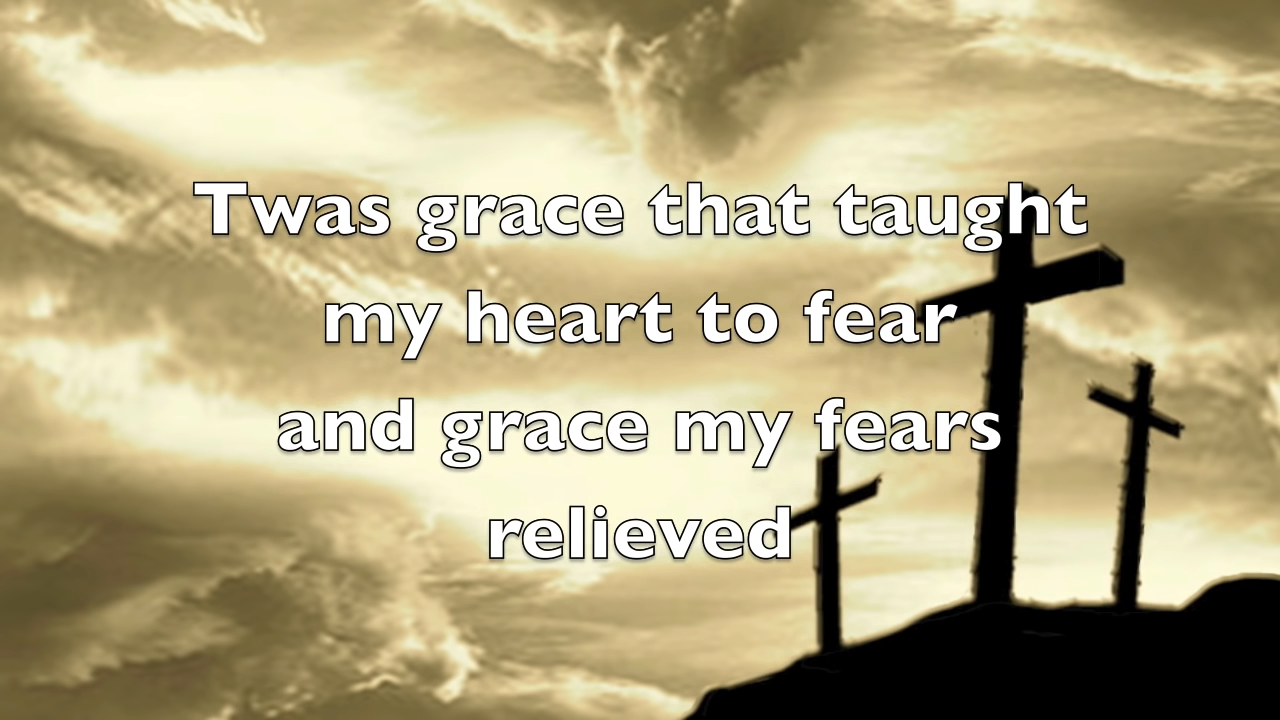 Twas grace that taught
my heart to fear
and grace my fears
relieved